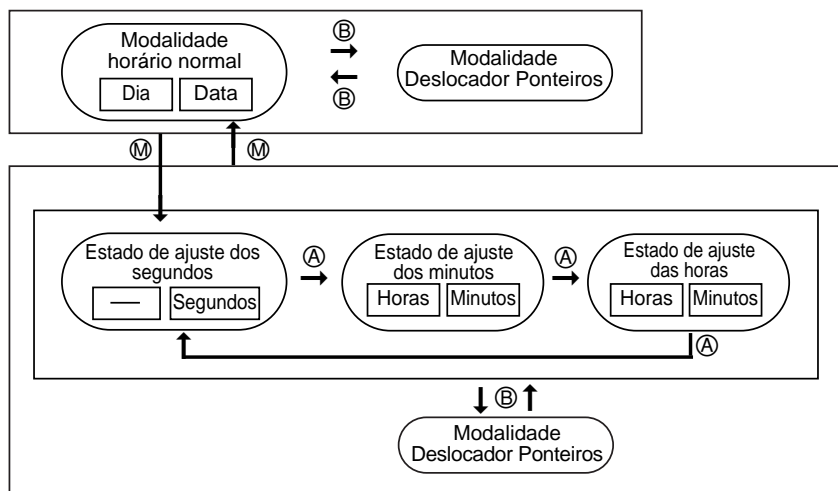 Modalidade
horário normal
Dia Data
Ⓑ
Ⓑ
Modalidade
Deslocador Ponteiros
Ⓜ Ⓜ
Estado de ajuste dos
segundos
— Segundos
Ⓐ
Estado de ajuste
dos minutos
Horas Minutos
Ⓐ
Estado de ajuste
das horas
Horas Minutos
Ⓐ
Ⓑ
Modalidade
Deslocador Ponteiros